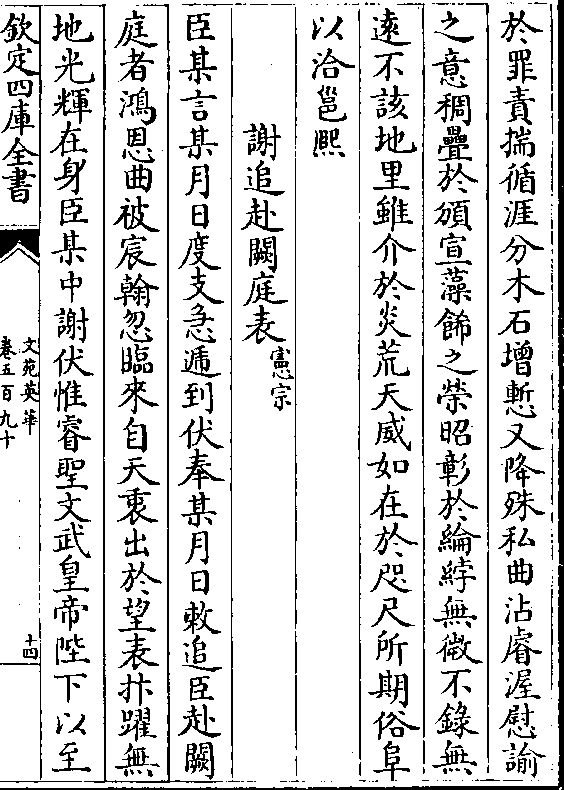 於罪責揣循涯分木石增慙又降殊私曲沾睿渥慰諭
之意稠疊於頒宣藻飾之榮昭彰於綸綍無微不錄無
遠不該地里雖介於炎荒天威如在於咫尺所期俗阜
以洽邕熈
謝追赴闕庭表憲宗
臣某言某月日度支急遞到伏奉某月日敕追臣赴闕
庭者鴻恩曲被宸翰忽臨來自天衷出於望表抃躍無
地光輝在身臣某中謝伏惟睿聖文武皇帝陛下以至
欽定四庫全書
文苑英華
卷五百九十
十四